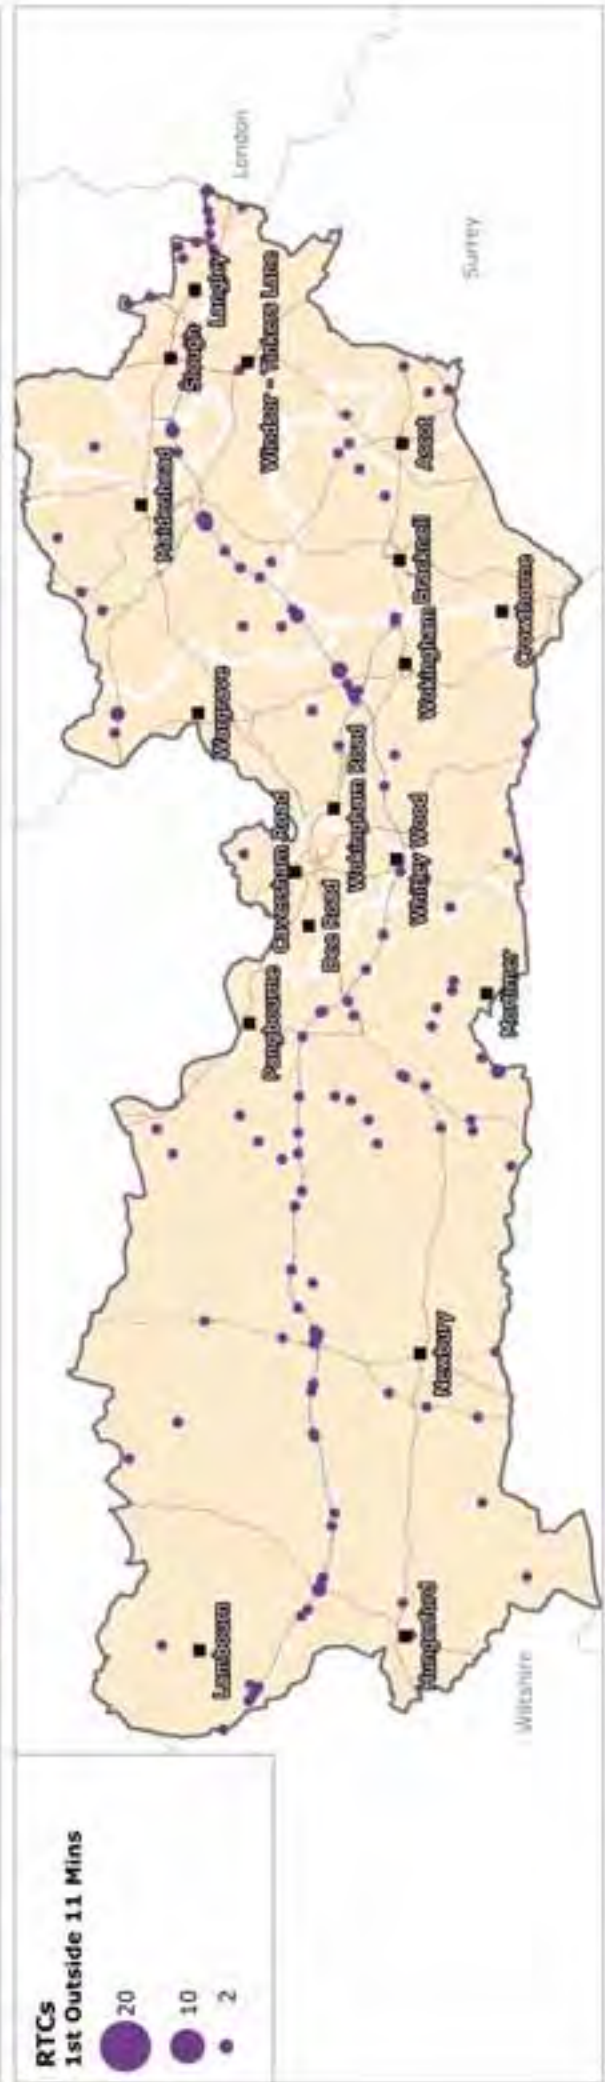 RTCs
1st Outside 11 Mins
20
10
2
Lambourn
Hungerford
Wiltshire
Newbury
Pangbourne
Mortimer
Dee Road
Caversham Road
Whitley Wood
Wokingham Road
Wargrave
Wokingham
Crowthorne
Bracknell
Maidenhead
Ascot
Slough
Windsor - Tinkers Lane
Langley
Surrey
London